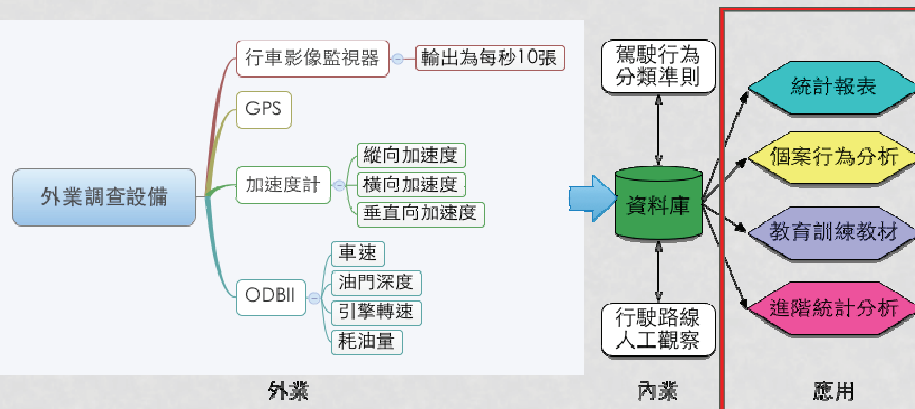 外業調查設備
行車影像監視器
輸出為每秒10張
GPS
加速度計
縱向加速度
橫向加速度
垂直向加速度
ODBII
車速
油門深度
引擎轉速
耗油量
外業
駕駛行為
分類準則
資料庫
行駛路線
人工觀察
內業
統計報表
個案行為分析
教育訓練教材
進階統計分析
應用